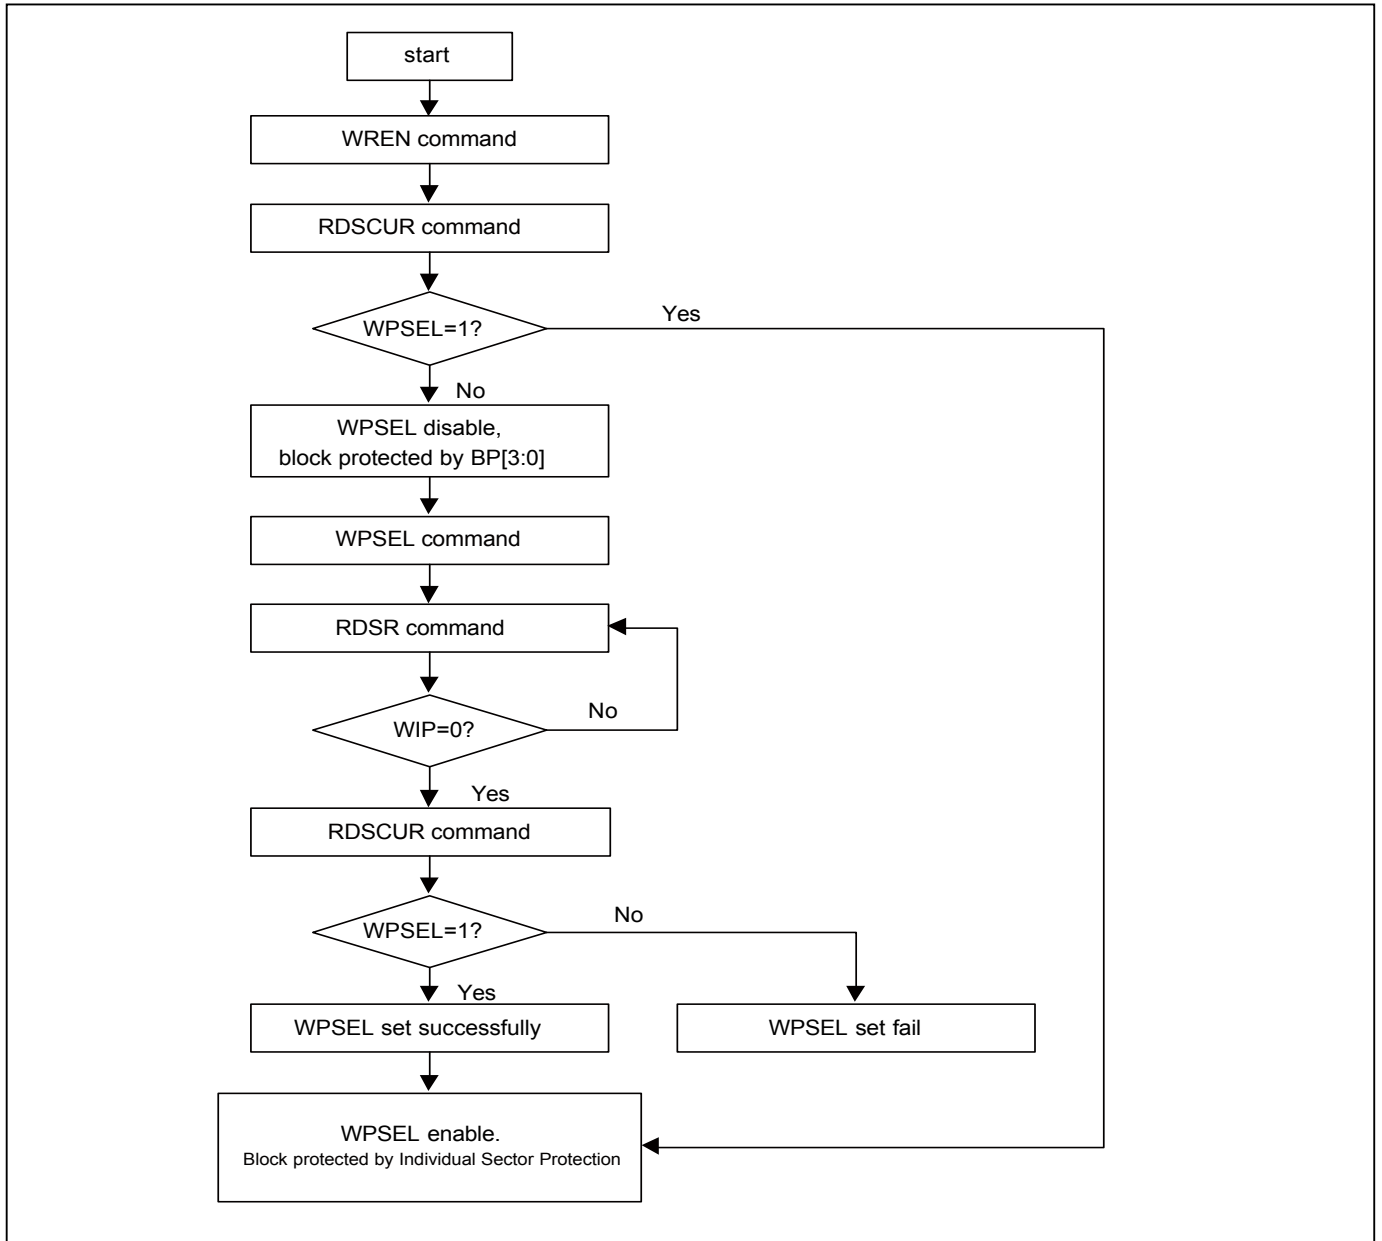 start
WREN command
RDSCUR command
WPSEL=1?
Yes
No
WPSEL disable,
block protected by BP[3:0]
WPSEL command
RDSR command
WIP=0?
No
Yes
RDSCUR command
WPSEL=1?
No
Yes
WPSEL set successfully
WPSEL set fail
WPSEL enable.
Block protected by Individual Sector Protection